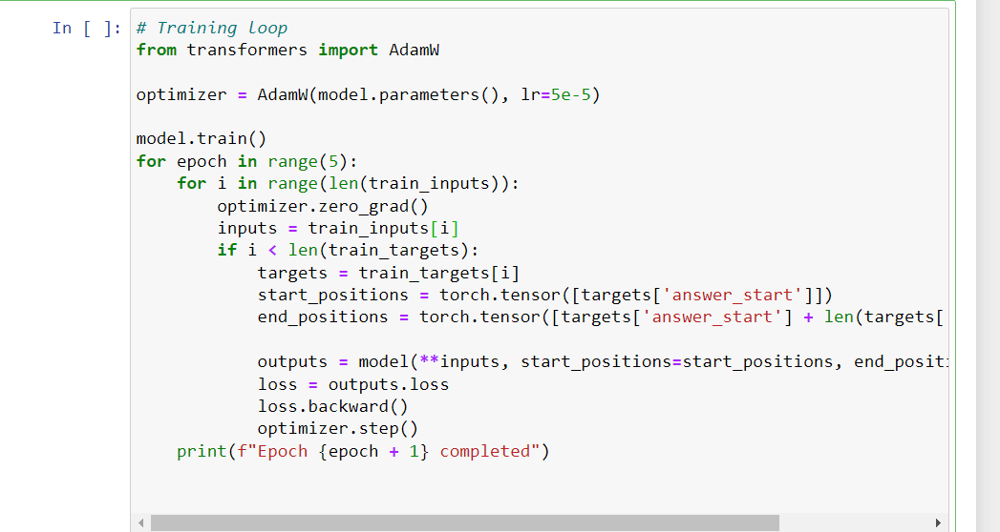 In [ ]: # Training loop
from transformers import AdamW
optimizer = AdamW(model.parameters(), lr=5e-5)
model.train()
for epoch in range(5):
    for i in range(len(train_inputs)):
        optimizer.zero_grad()
        inputs = train_inputs[i]
        if i < len(train_targets):
            targets = train_targets[i]
            start_positions = torch.tensor([targets['answer_start']])
            end_positions = torch.tensor([targets['answer_start'] + len(targets[
            outputs = model(**inputs, start_positions=start_positions, end_posit
            loss = outputs.loss
            loss.backward()
            optimizer.step()
    print(f"Epoch {epoch + 1} completed")